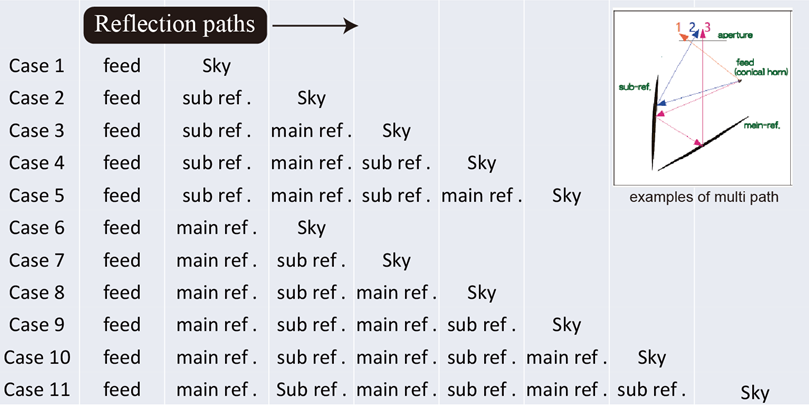 Reflection paths
Case 1 feed Sky
Case 2 feed sub ref . Sky
Case 3 feed sub ref . main ref . Sky
Case 4 feed sub ref . main ref . sub ref . Sky
Case 5 feed sub ref . main ref . sub ref . main ref . Sky
Case 6 feed main ref . Sky
Case 7 feed main ref . sub ref . Sky
Case 8 feed main ref . sub ref . main ref . Sky
Case 9 feed main ref . sub ref . main ref . sub ref . Sky
Case 10 feed main ref . sub ref . main ref . sub ref . main ref . Sky
Case 11 feed main ref . Sub ref . main ref . sub ref . main ref . sub ref . Sky
1 2 3
aperture
feed
(conical horn)
sub-ref.
main-ref.
examples of multi path